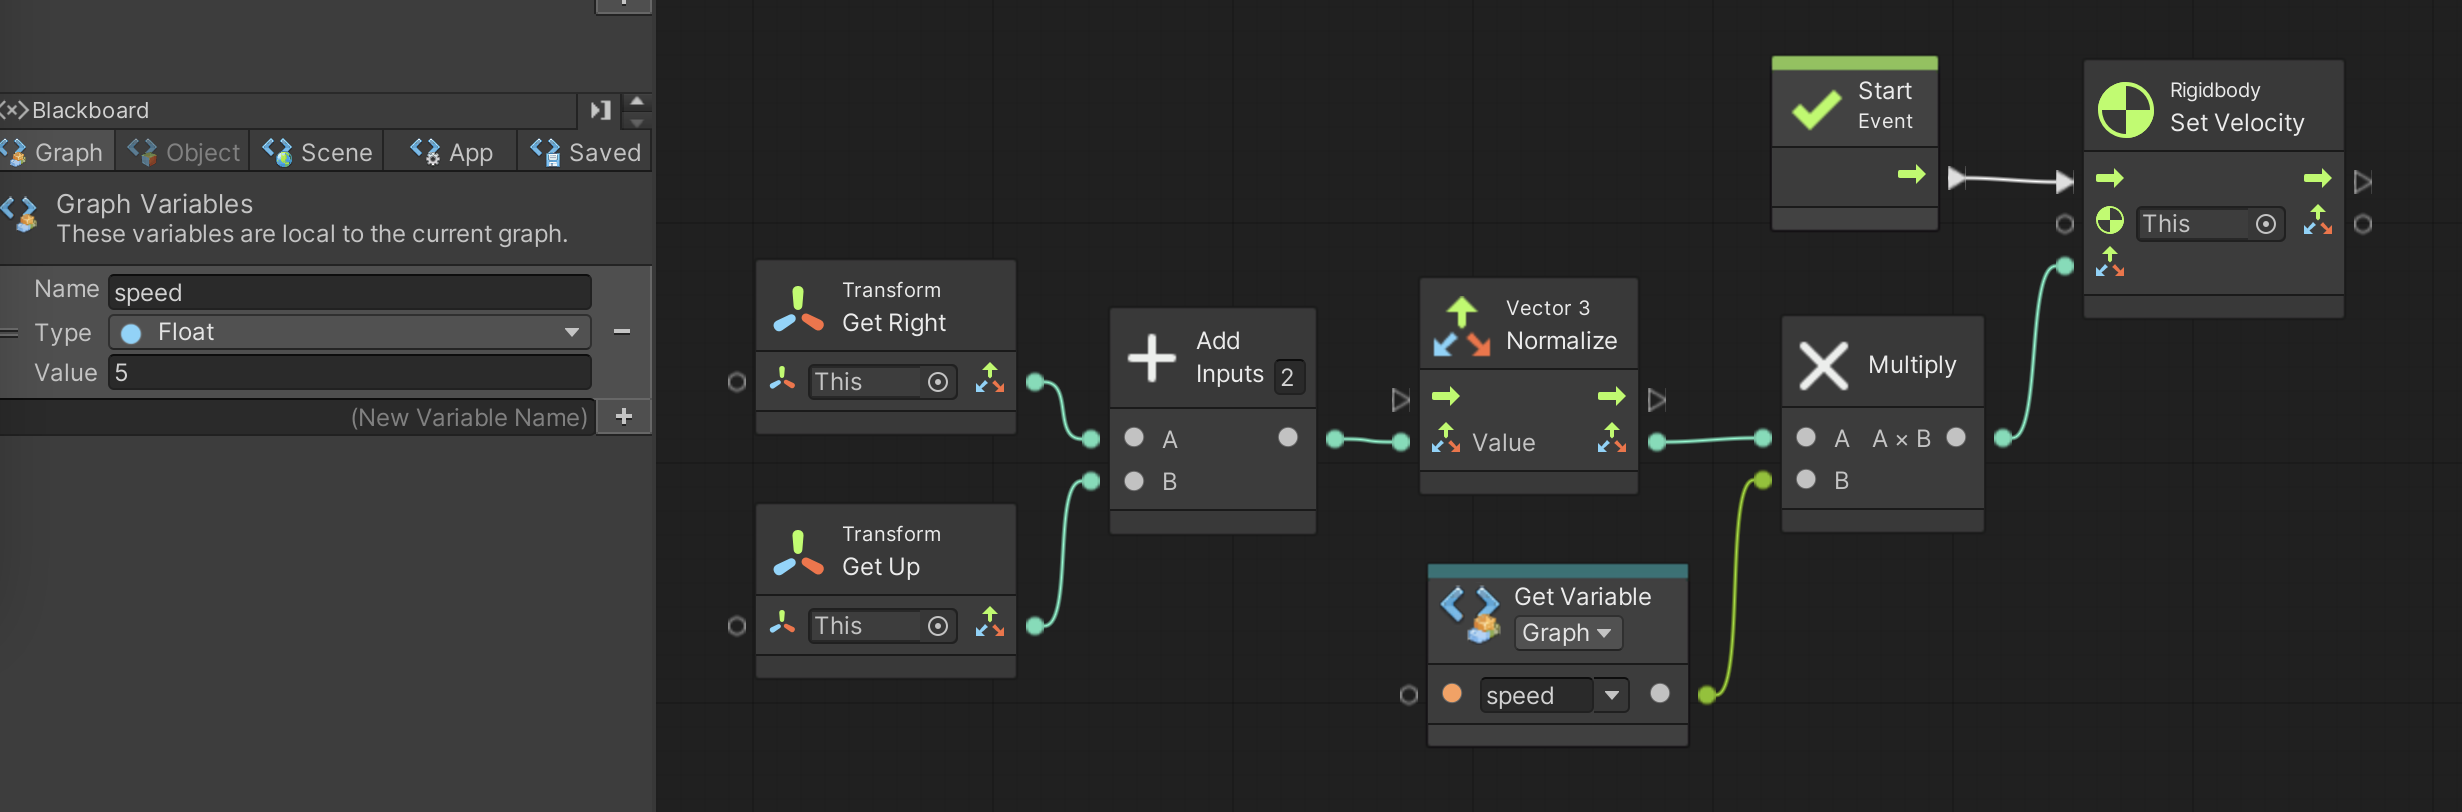 Blackboard
Graph
Object
Scene
App
Saved
Graph Variables
These variables are local to the current graph.
Name
speed
Type
Float
Value
5
(New Variable Name)
Transform
Get Right
This
Transform
Get Up
This
Add
Inputs 2
A
B
Vector 3
Normalize
Value
Get Variable
Graph
speed
Start
Event
Multiply
A A × B
B
Rigidbody
Set Velocity
This